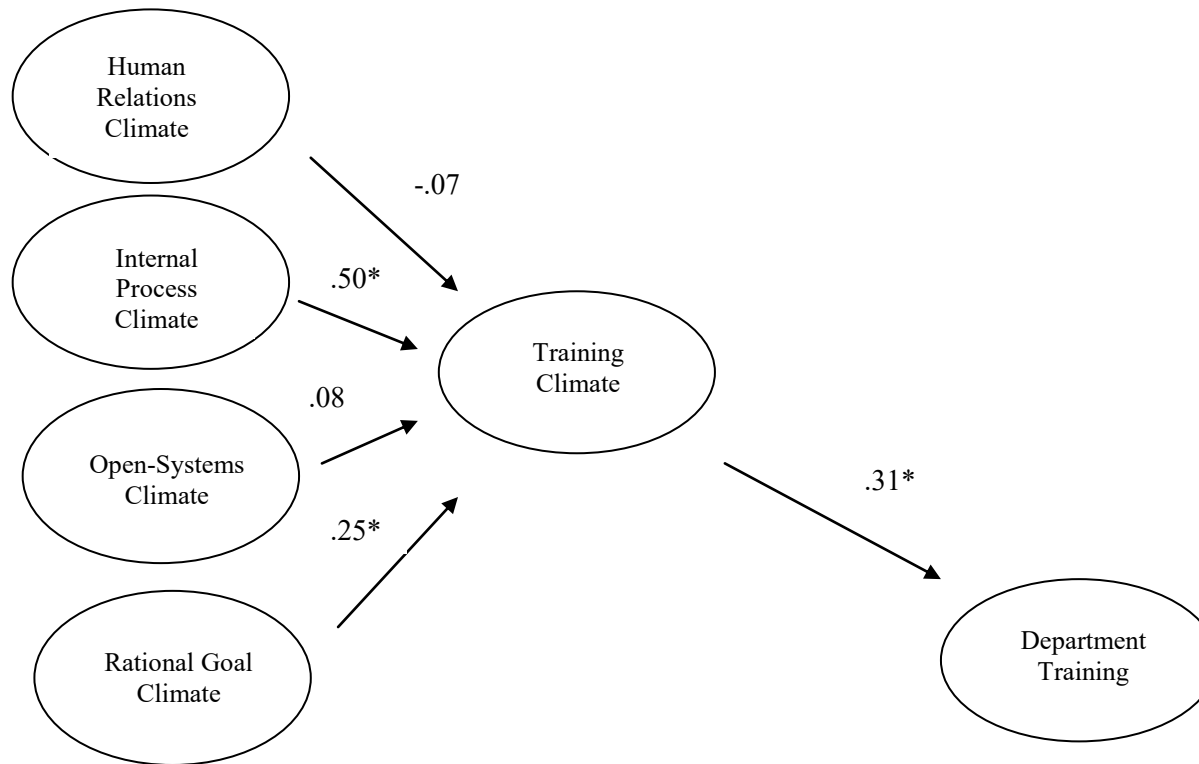 Human
Relations
Climate
-.07
Internal
Process
Climate
.50*
Training
Climate
.08
Open-Systems
Climate
.31*
.25*
Rational Goal
Climate
Department
Training